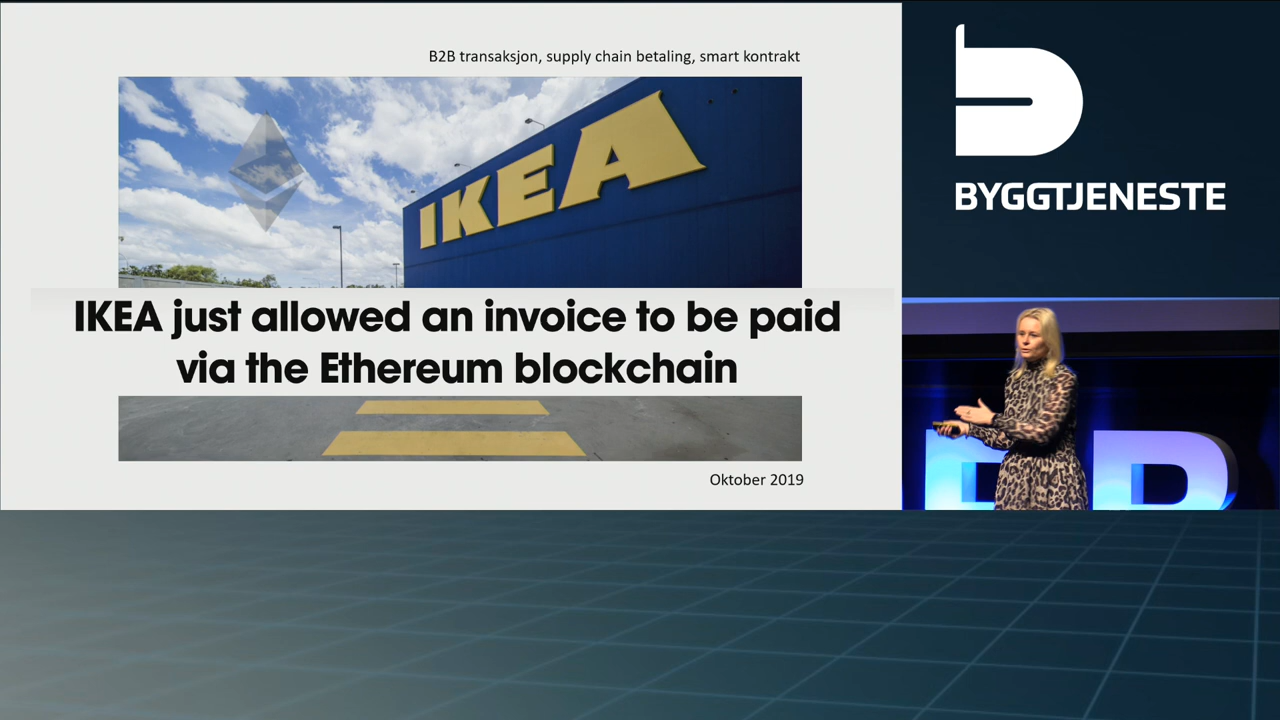 B2B transaksjon, supply chain betaling, smart kontrakt
IKEA
IKEA just allowed an invoice to be paid
via the Ethereum blockchain
Oktober 2019
BYGGTJENESTE